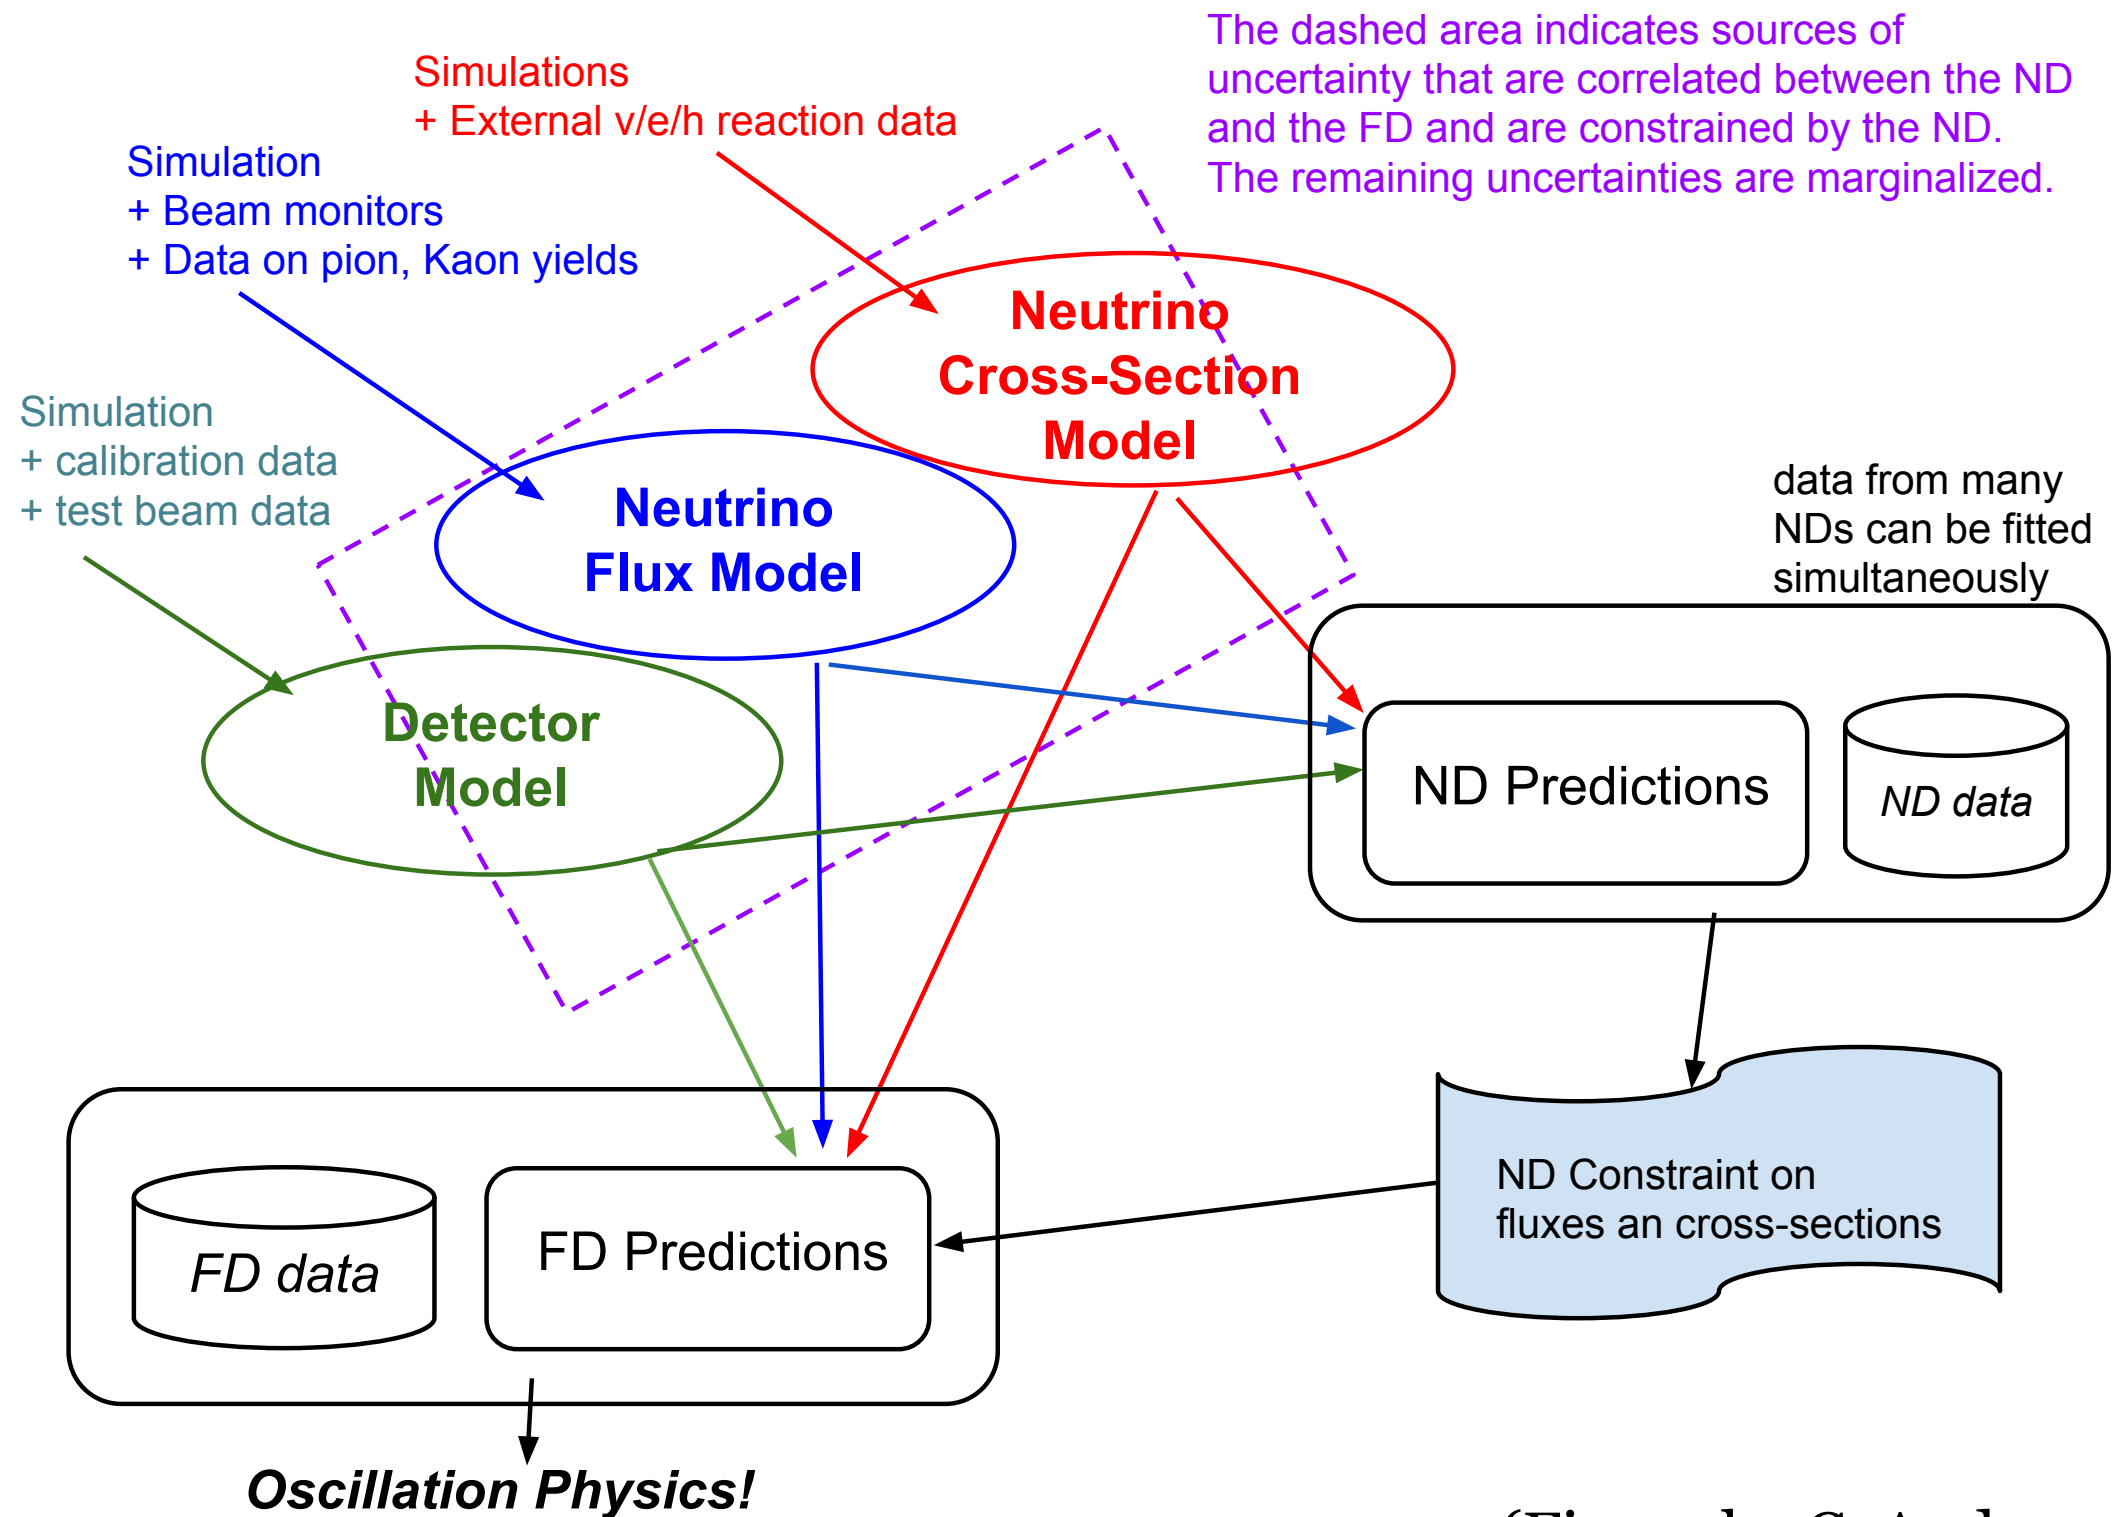 The dashed area indicates sources of
uncertainty that are correlated between the ND
and the FD and are constrained by the ND.
The remaining uncertainties are marginalized.
Simulations
+ External v/e/h reaction data
Simulation
+ Beam monitors
+ Data on pion, Kaon yields
Simulation
+ calibration data
+ test beam data
Neutrino
Cross-Section
Model
Neutrino
Flux Model
Detector
Model
data from many
NDs can be fitted
simultaneously
ND Predictions
ND data
ND Constraint on
fluxes an cross-sections
FD data
FD Predictions
Oscillation Physics!